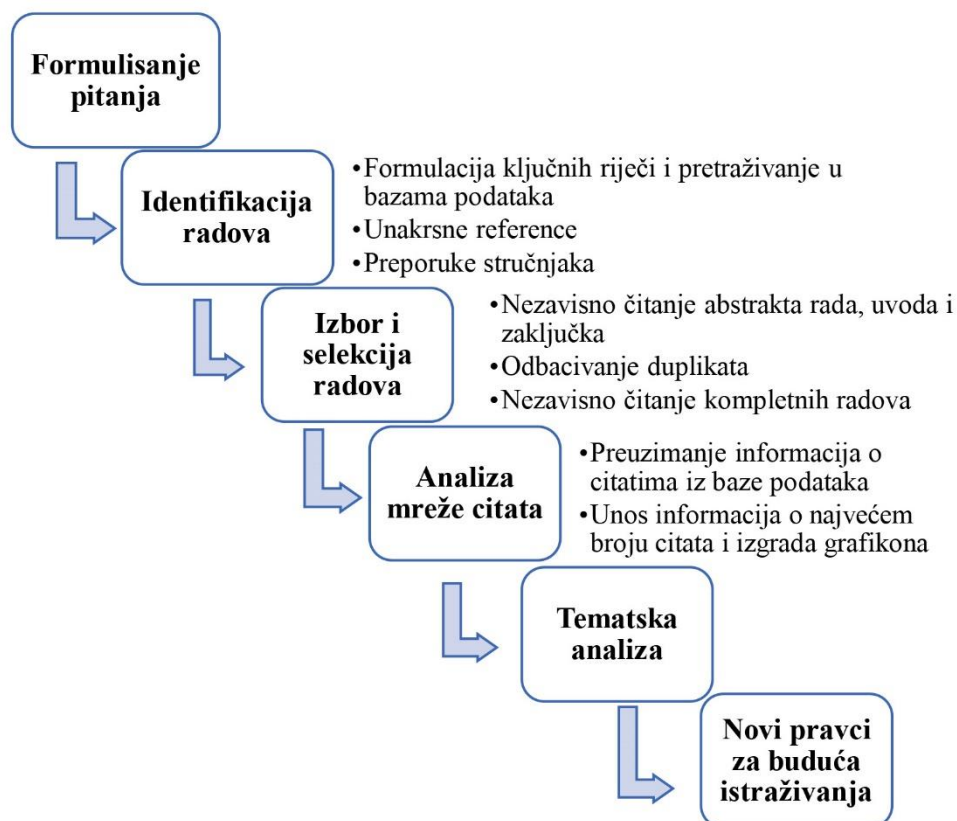 Formulisanje
pitanja
Identifikacija
radova
•Formulacija ključnih riječi i pretraživanje u
bazama podataka
•Unakrsne reference
•Preporuke stručnjaka
Izbor i
selekcija
radova
•Nezavisno čitanje abstrakta rada, uvoda i
zaključka
•Odbacivanje duplikata
•Nezavisno čitanje kompletnih radova
Analiza
mreže citata
•Preuzimanje informacija o
citatima iz baze podataka
•Unos informacija o najvećem
broju citata i izgrada grafikona
Tematska
analiza
Novi pravci
za buduća
istraživanja